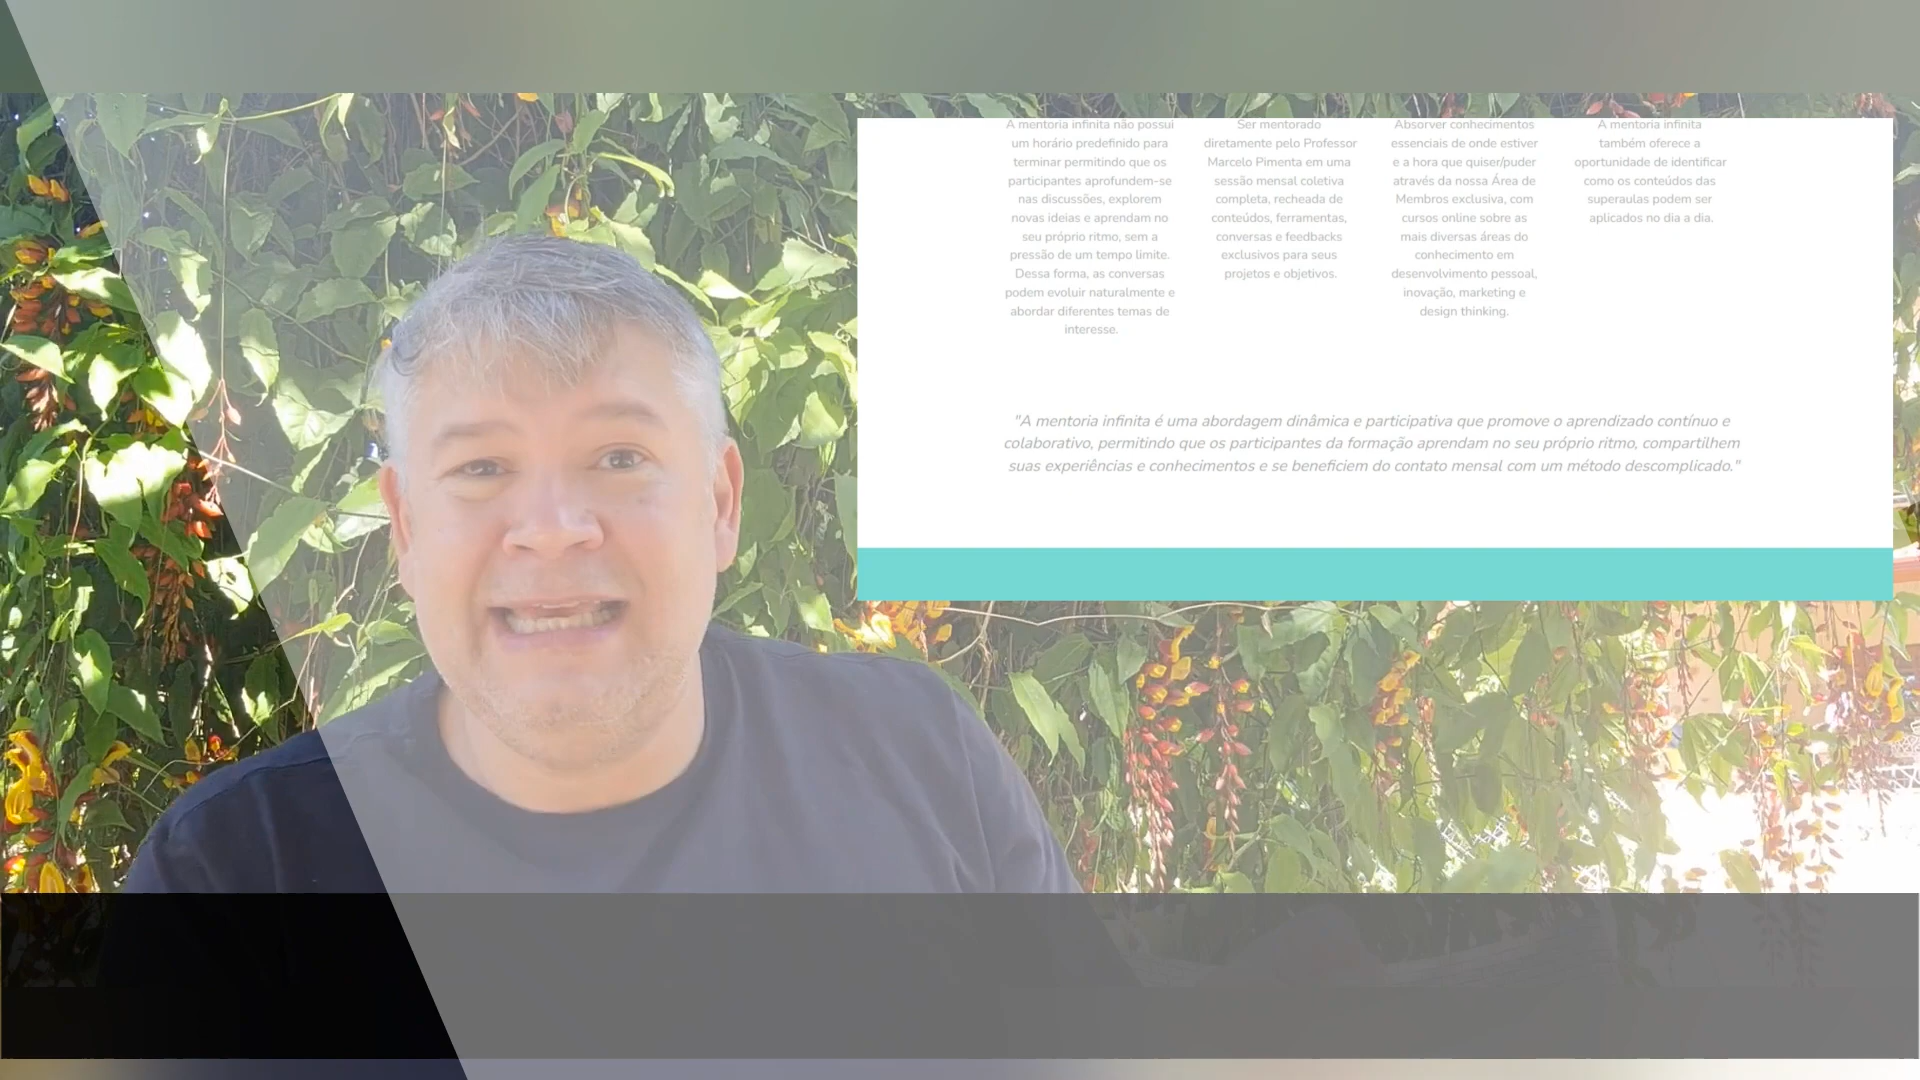 A mentoria infinita não possui
um horário predefinido para
terminar permitindo que os
participantes aprofundem-se
nas discussões, explorem
novas ideias e aprendam no
seu próprio ritmo, sem a
pressão de um tempo limite.
Dessa forma, as conversas
podem evoluir naturalmente e
abordar diferentes temas de
interesse.
Ser mentorado
diretamente pelo Professor
Marcelo Pimenta em uma
sessão mensal coletiva
completa, recheada de
conteúdos, ferramentas,
conversas e feedbacks
exclusivos para seus
projetos e objetivos.
Absorver conhecimentos
essenciais de onde estiver
e a hora que quiser/puder
através da nossa Área de
Membros exclusiva, com
cursos online sobre as
mais diversas áreas do
conhecimento em
desenvolvimento pessoal,
inovação, marketing e
design thinking.
A mentoria infinita
também oferece a
oportunidade de identificar
como os conteúdos das
superaulas podem ser
aplicados no dia a dia.
"A mentoria infinita é uma abordagem dinâmica e participativa que promove o aprendizado contínuo e
colaborativo, permitindo que os participantes da formação aprendam no seu próprio ritmo, compartilhem
suas experiências e conhecimentos e se beneficiem do contato mensal com um método descomplicado."